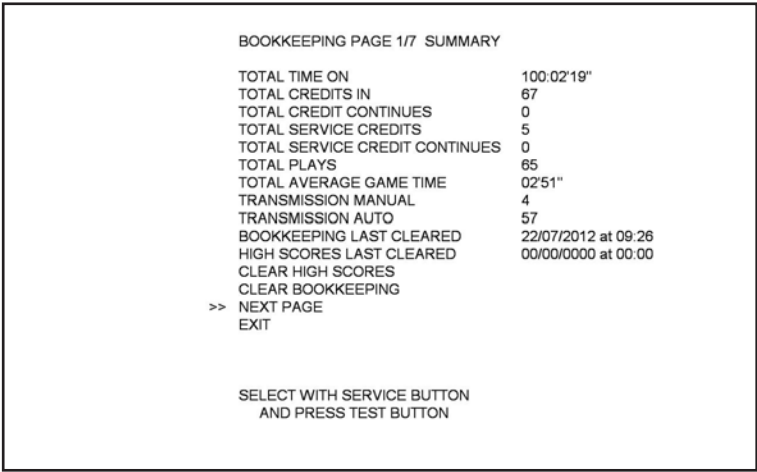 BOOKKEEPING PAGE 1/7 SUMMARY
TOTAL TIME ON 100:02'19"
TOTAL CREDITS IN 67
TOTAL CREDIT CONTINUES 0
TOTAL SERVICE CREDITS 5
TOTAL SERVICE CREDIT CONTINUES 0
TOTAL PLAYS 65
TOTAL AVERAGE GAME TIME 02'51"
TRANSMISSION MANUAL 4
TRANSMISSION AUTO 57
BOOKKEEPING LAST CLEARED 22/07/2012 at 09:26
HIGH SCORES LAST CLEARED 00/00/0000 at 00:00
CLEAR HIGH SCORES
CLEAR BOOKKEEPING
>> NEXT PAGE
EXIT
SELECT WITH SERVICE BUTTON
AND PRESS TEST BUTTON